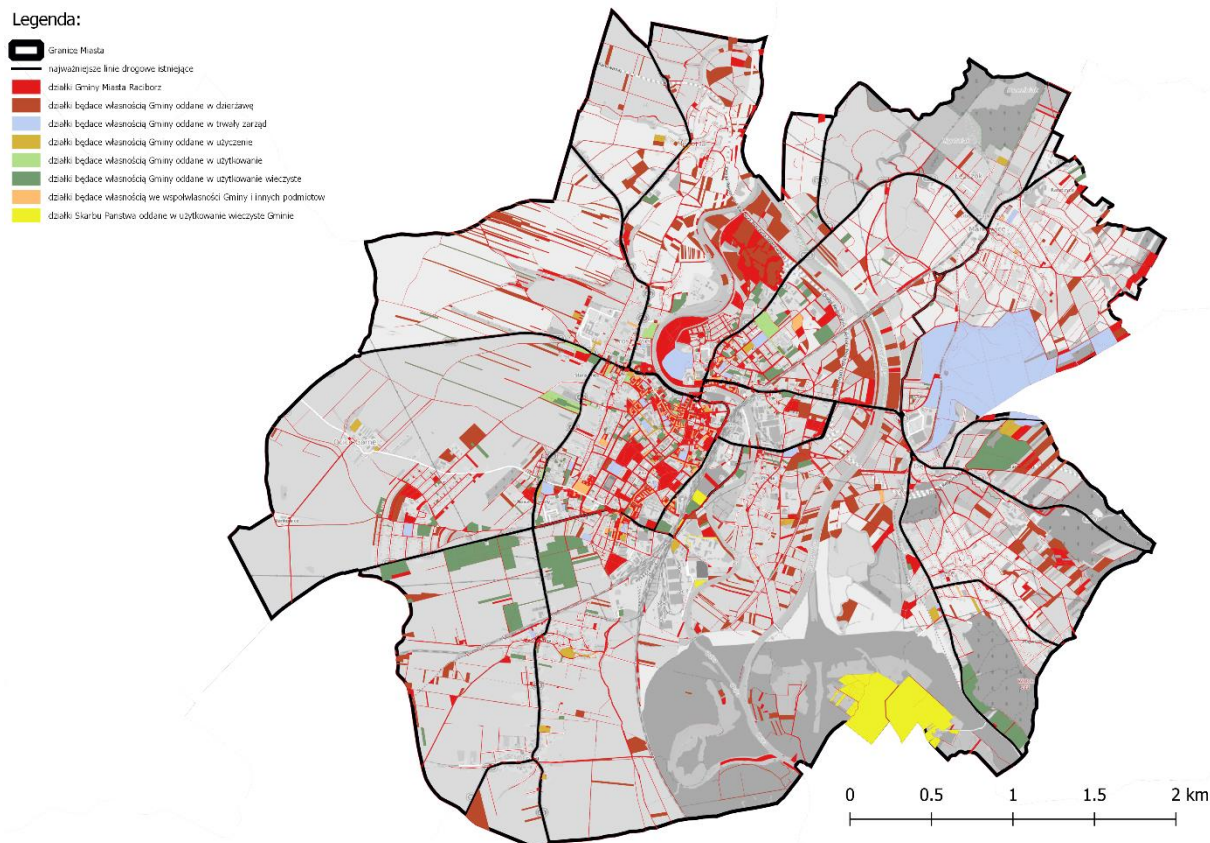 Legenda:
Granice Miasta
najważniejsze linie drogowe istniejące
działki Gminy Miasta Racibórz
działki będące własnością Gminy oddane w dzierżawę
działki będące własnością Gminy oddane w trwały zarząd
działki będące własnością Gminy oddane w użyczenie
działki będące własnością Gminy oddane w użytkowanie
działki będące własnością Gminy oddane w użytkowanie wieczyste
działki będące własnością we współwłasności Gminy i innych podmiotow
działki Skarbu Panstwa oddane w użytkowanie wieczyste Gminie
0 0.5 1 1.5 2 km